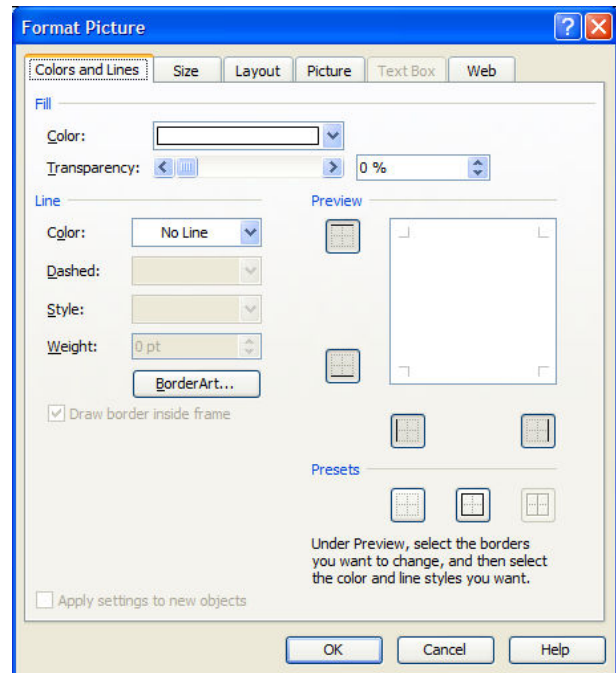 Format Picture
Colors and Lines Size Layout Picture Text Box Web
Fill
Color:
Transparency: 0 %
Line
Color: No Line
Dashed:
Style:
Weight: 0 pt
BorderArt...
Draw border inside frame
Preview
Presets
Under Preview, select the borders
you want to change, and then select
the color and line styles you want.
Apply settings to new objects
OK Cancel Help